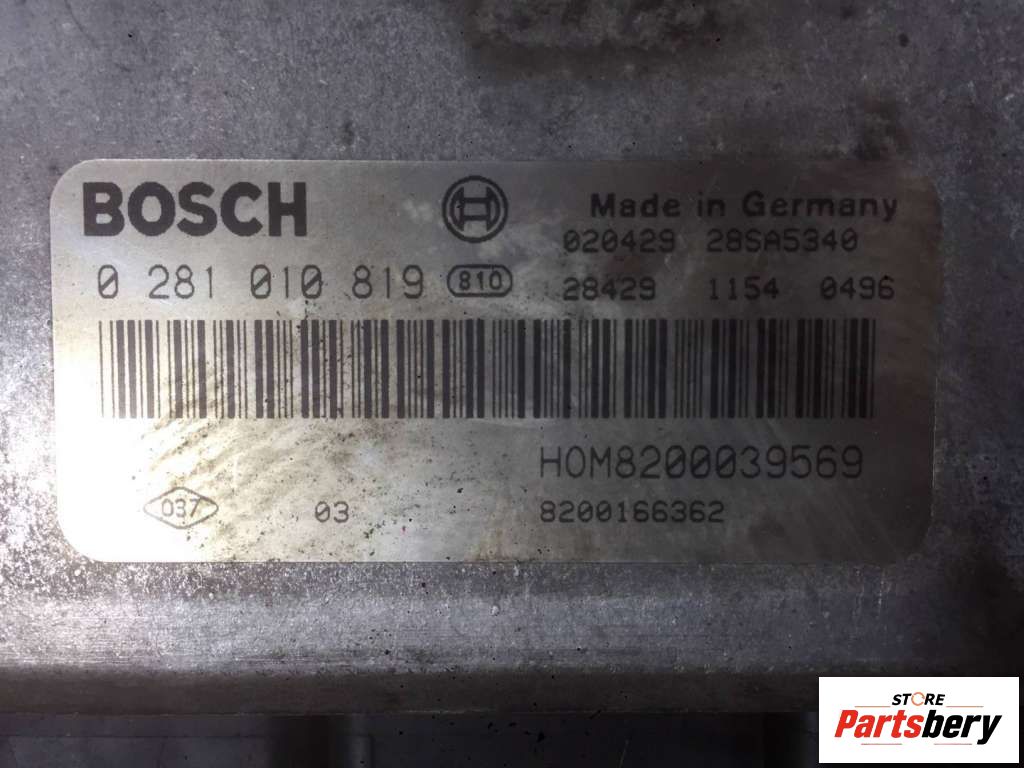 BOSCH
Made in Germany
020429 28SA5340
0 281 010 819 810 28429 1154 0496
HOM8200039569
037 03 8200166362
STORE
Partsbery